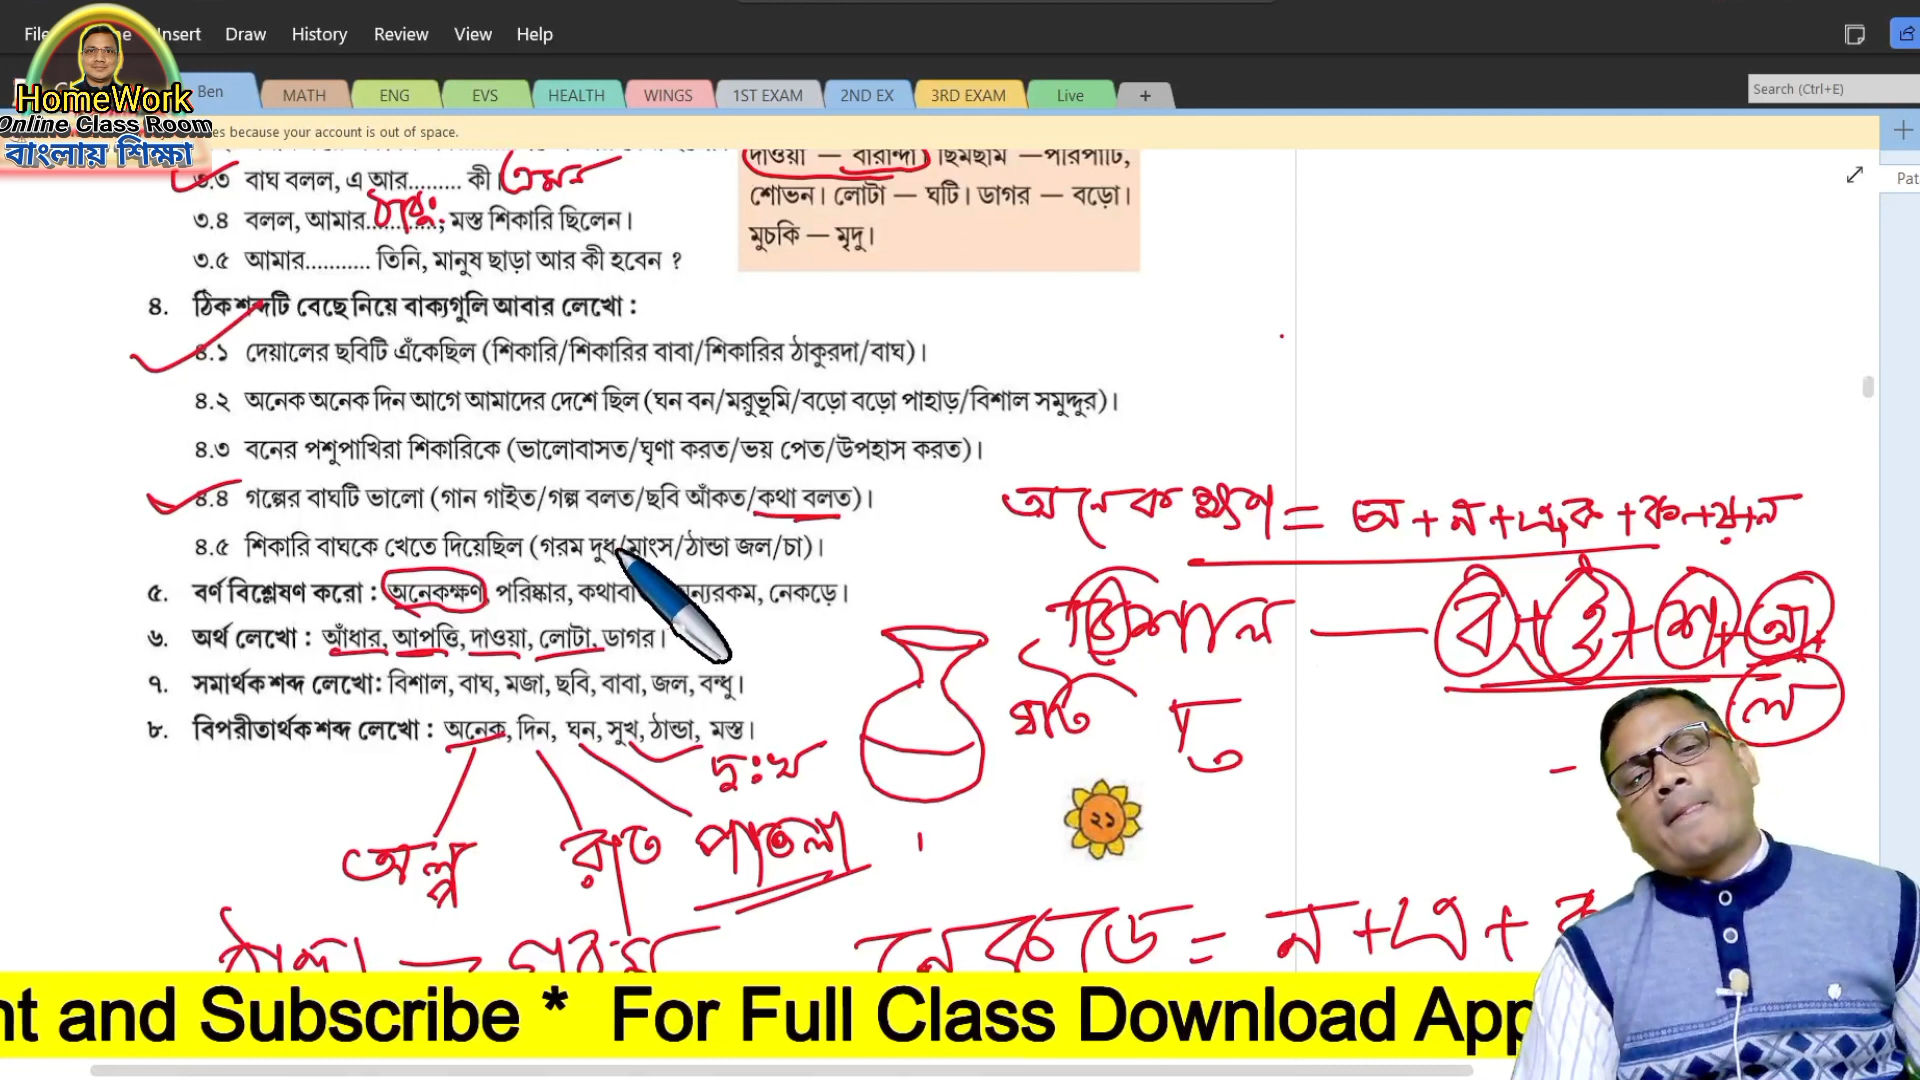 File Home Insert Draw History Review View Help
HomeWork
Online Class Room
বাংলায় শিক্ষা
Ben MATH ENG EVS HEALTH WINGS 1ST EXAM 2ND EX 3RD EXAM Live +
Search (Ctrl+E)
es because your account is out of space.
দাওয়া — বারান্দা। ছিমছাম —পরিপাটি,
শোভন। লোটা — ঘটি। ডাগর — বড়ো।
মুচকি — মৃদু।
৩.৩ বাঘ বলল, এ আর......... কী। এমন
৩.৪ বলল, আমার............, মস্ত শিকারি ছিলেন।
৩.৫ আমার........... তিনি, মানুষ ছাড়া আর কী হবেন ?
৪. ঠিক শব্দটি বেছে নিয়ে বাক্যগুলি আবার লেখো :
৪.১ দেয়ালের ছবিটি এঁকেছিল (শিকারি/শিকারির বাবা/শিকারির ঠাকুরদা/বাঘ)।
৪.২ অনেক অনেক দিন আগে আমাদের দেশে ছিল (ঘন বন/মরুভূমি/বড়ো বড়ো পাহাড়/বিশাল সমুদ্দুর)।
৪.৩ বনের পশুপাখিরা শিকারিকে (ভালোবাসত/ঘৃণা করত/ভয় পেত/উপহাস করত)।
৪.৪ গল্পের বাঘটি ভালো (গান গাইত/গল্প বলত/ছবি আঁকত/কথা বলত)।
৪.৫ শিকারি বাঘকে খেতে দিয়েছিল (গরম দুধ/মাংস/ঠান্ডা জল/চা)।
৫. বর্ণ বিশ্লেষণ করো : অনেকক্ষণ, পরিষ্কার, কথাবা ন্যরকম, নেকড়ে।
৬. অর্থ লেখো : আঁধার, আপত্তি, দাওয়া, লোটা, ডাগর।
৭. সমার্থক শব্দ লেখো: বিশাল, বাঘ, মজা, ছবি, বাবা, জল, বন্ধু।
৮. বিপরীতার্থক শব্দ লেখো : অনেক, দিন, ঘন, সুখ, ঠান্ডা, মস্ত।
বিশাল — ব + ই + শ + আ + ল
ঘটি
দুঃখ
অল্প রাত পাতলা
২১
নেকড়ে = ন + এ + ক
nt and Subscribe * For Full Class Download App